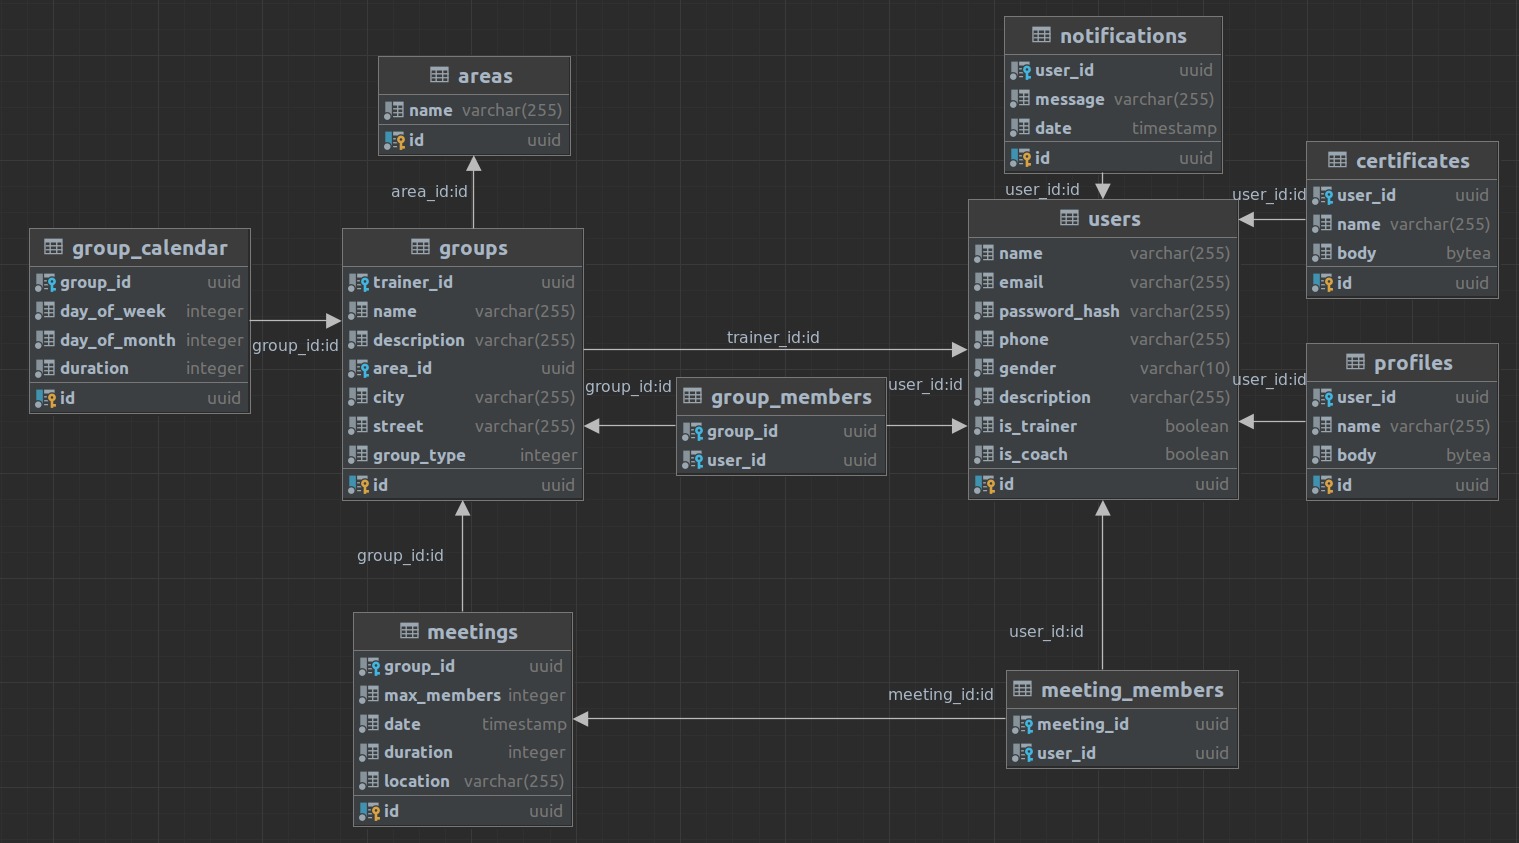 areas
name varchar(255)
id uuid
area_id:id
group_calendar
group_id uuid
day_of_week integer
day_of_month integer
duration integer
id uuid
group_id:id
groups
trainer_id uuid
name varchar(255)
description varchar(255)
area_id uuid
city varchar(255)
street varchar(255)
group_type integer
id uuid
trainer_id:id
group_id:id
group_members
group_id uuid
user_id uuid
user_id:id
notifications
user_id uuid
message varchar(255)
date timestamp
id uuid
user_id:id
users
name varchar(255)
email varchar(255)
password_hash varchar(255)
phone varchar(255)
gender varchar(10)
description varchar(255)
is_trainer boolean
is_coach boolean
id uuid
user_id:id
certificates
user_id uuid
name varchar(255)
body bytea
id uuid
user_id:id
profiles
user_id uuid
name varchar(255)
body bytea
id uuid
group_id:id
meetings
group_id uuid
max_members integer
date timestamp
duration integer
location varchar(255)
id uuid
meeting_id:id
user_id:id
meeting_members
meeting_id uuid
user_id uuid